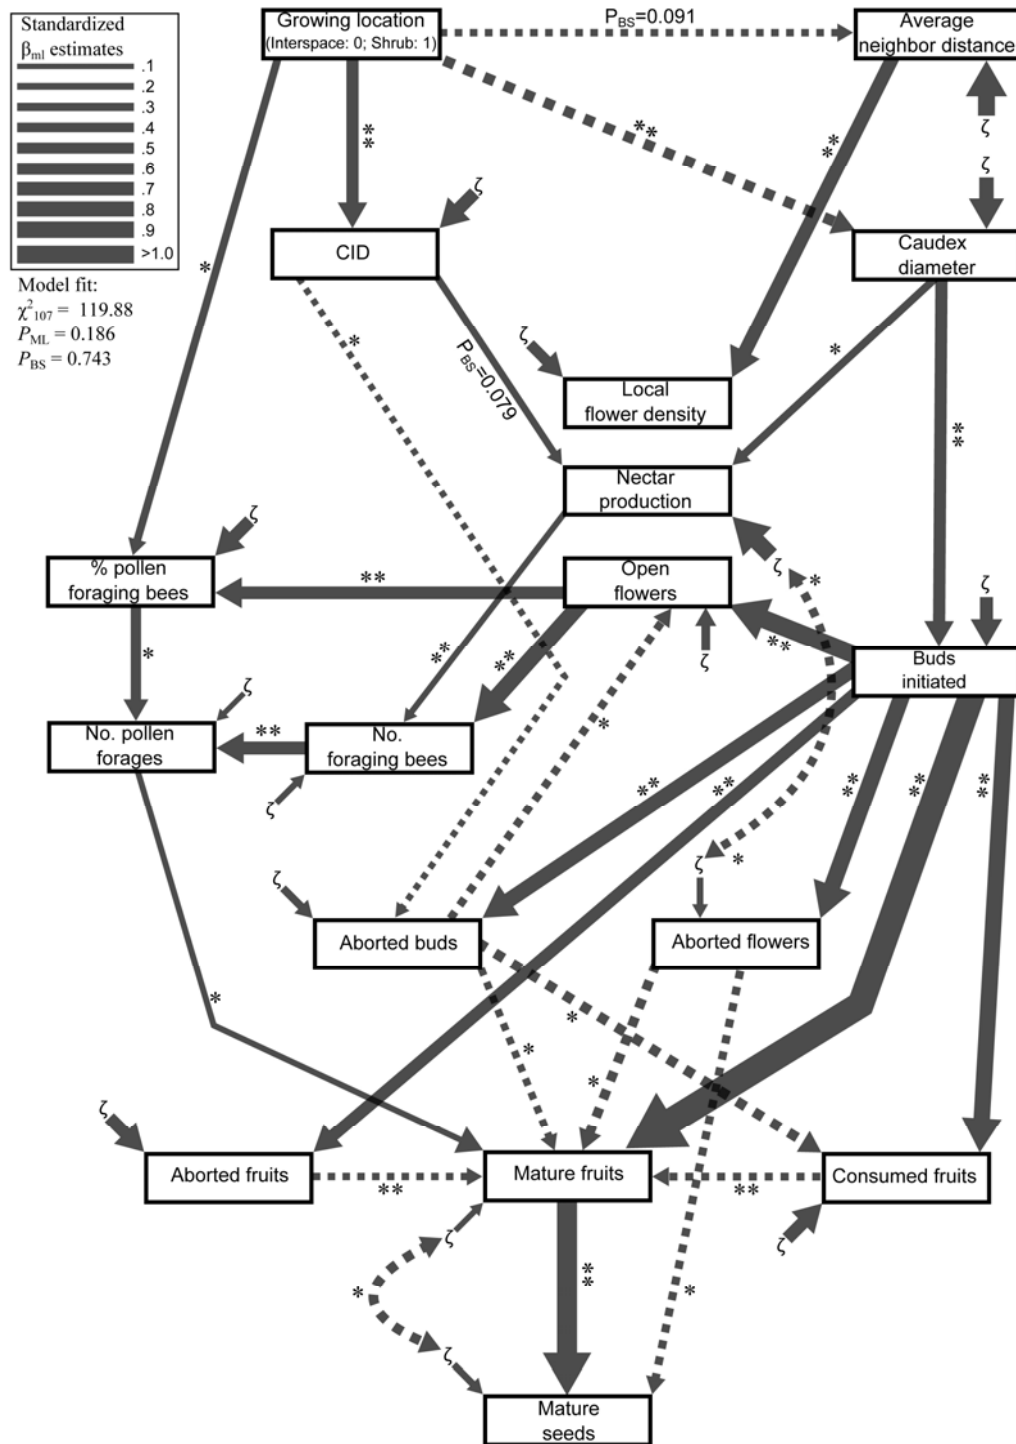 Standardized
βml estimates
.1
.2
.3
.4
.5
.6
.7
.8
.9
>1.0
Model fit:
χ²107 = 119.88
PML = 0.186
PBS = 0.743
Growing location
(Interspace: 0; Shrub: 1)
PBS=0.091
Average
neighbor distance
**
**
**
ζ
ζ
ζ
CID
Caudex
diameter
*
*
PBS=0.079
*
**
ζ
Local
flower density
Nectar
production
ζ
*
ζ
% pollen
foraging bees
**
Open
flowers
ζ
ζ
**
Buds
initiated
*
**
**
ζ
No. pollen
forages
**
No.
foraging bees
*
ζ
**
**
**
**
**
ζ
*
ζ
Aborted buds
Aborted flowers
*
*
*
*
ζ
Aborted fruits
**
Mature fruits
**
Consumed fruits
ζ
ζ
*
**
*
ζ
Mature
seeds